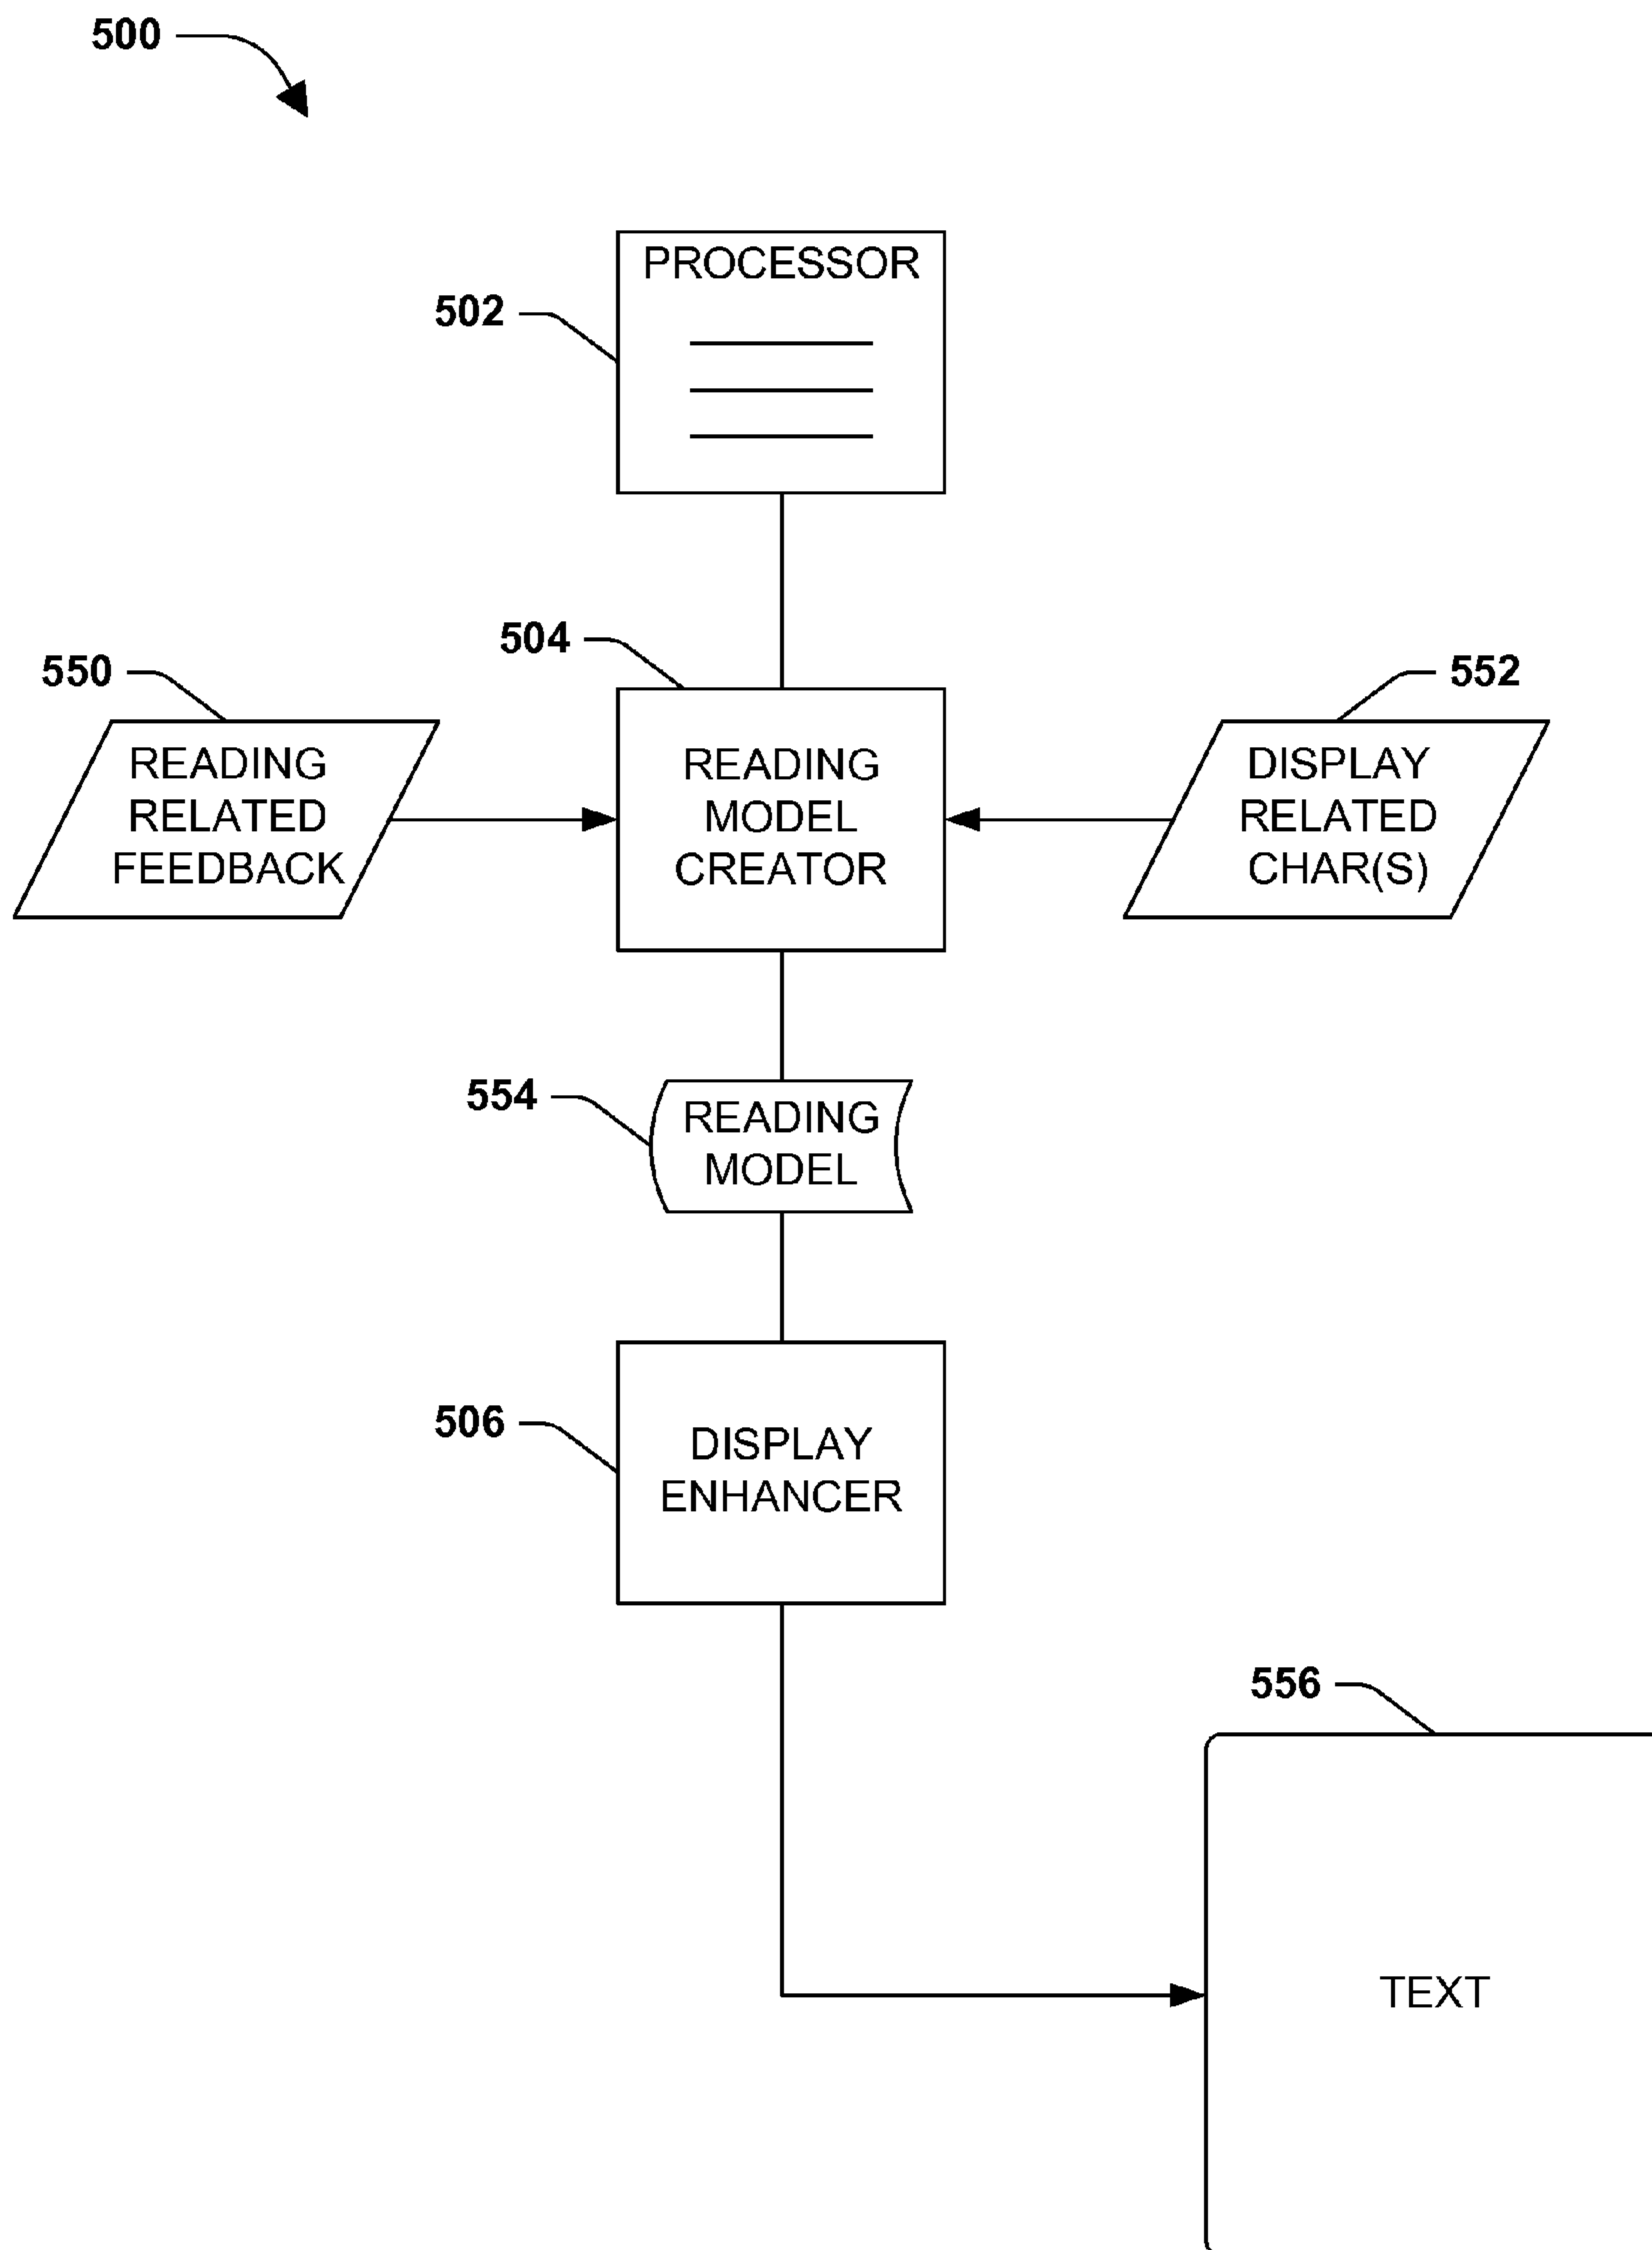 500
PROCESSOR
502
504
550
552
READING
RELATED
FEEDBACK
READING
MODEL
CREATOR
DISPLAY
RELATED
CHAR(S)
554
READING
MODEL
506
DISPLAY
ENHANCER
556
TEXT